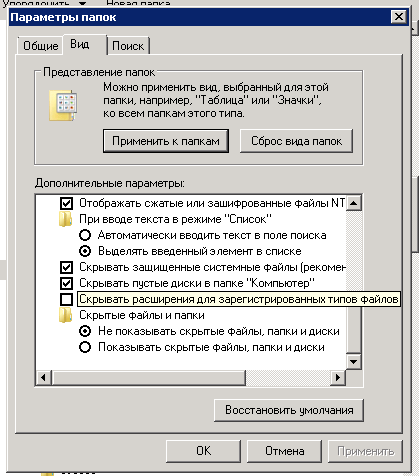 Упорядочить Новая папка
Параметры папок
Общие Вид Поиск
Представление папок
Можно применить вид, выбранный для этой
папки, например, "Таблица" или "Значки",
ко всем папкам этого типа.
Применить к папкам Сброс вида папок
Дополнительные параметры:
Отображать сжатые или зашифрованные файлы NT
При вводе текста в режиме "Список"
Автоматически вводить текст в поле поиска
Выделять введенный элемент в списке
Скрывать защищенные системные файлы (рекомен
Скрывать пустые диски в папке "Компьютер"
Скрывать расширения для зарегистрированных типов файлов
Скрытые файлы и папки
Не показывать скрытые файлы, папки и диски
Показывать скрытые файлы, папки и диски
Восстановить умолчания
ОК Отмена Применить